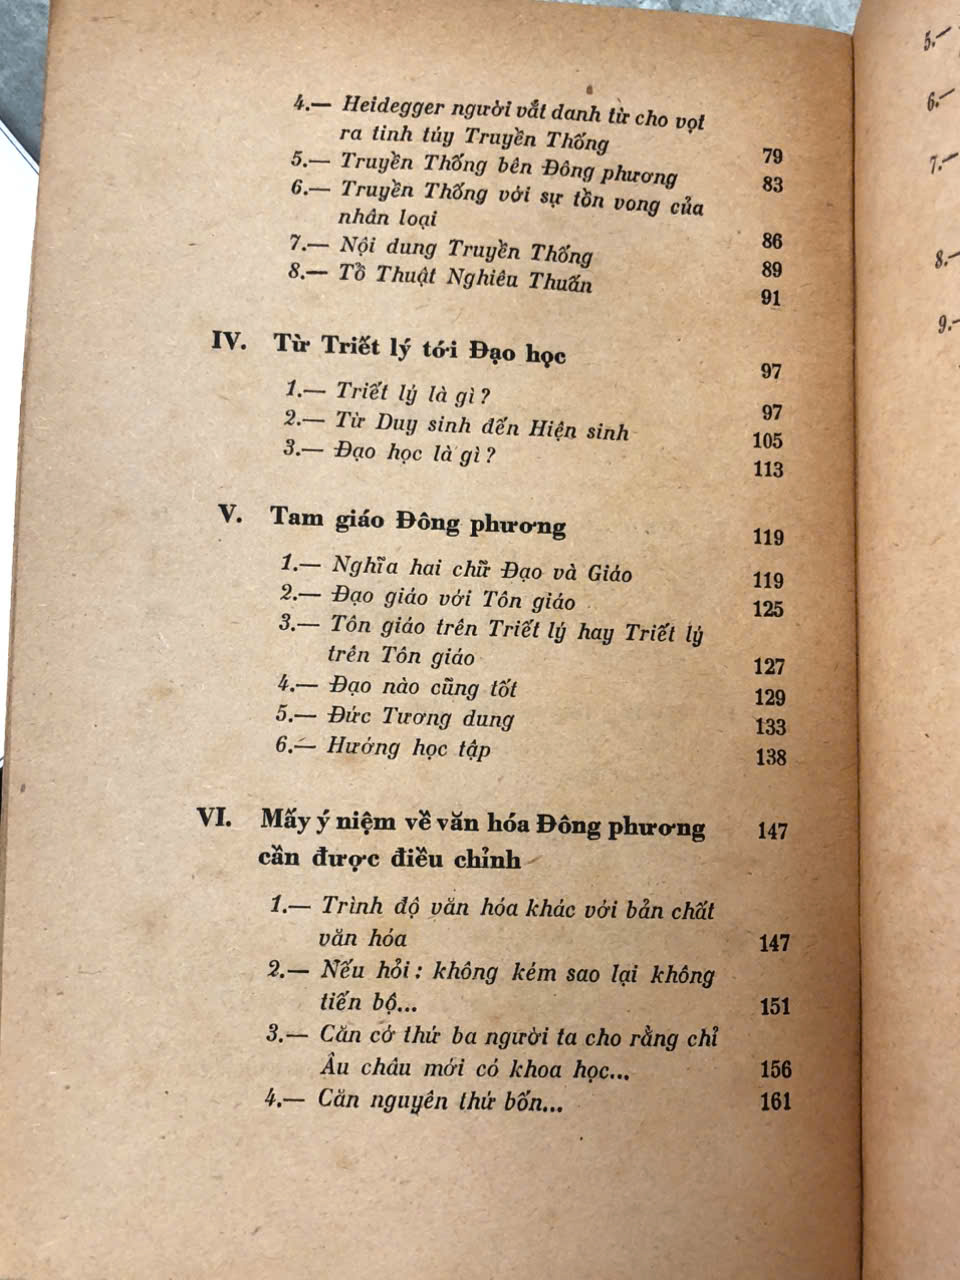 4.— Heidegger người vắt danh từ cho vọt
ra tinh túy Truyền Thống 79
5.— Truyền Thống bên Đông phương 83
6.— Truyền Thống với sự tồn vong của
nhân loại 86
7.— Nội dung Truyền Thống 89
8.— Tồ Thuật Nghiêu Thuấn 91
IV. Từ Triết lý tới Đạo học 97
1.— Triết lý là gì ? 97
2.— Từ Duy sinh đến Hiện sinh 105
3.— Đạo học là gì ? 113
V. Tam giáo Đông phương 119
1.— Nghĩa hai chữ Đạo và Giáo 119
2.— Đạo giáo với Tôn giáo 125
3.— Tôn giáo trên Triết lý hay Triết lý
trên Tôn giáo 127
4.— Đạo nào cũng tốt 129
5.— Đức Tương dung 133
6.— Hướng học tập 138
VI. Mấy ý niệm về văn hóa Đông phương 147
cần được điều chỉnh
1.— Trình độ văn hóa khác với bản chất
văn hóa 147
2.— Nếu hỏi : không kém sao lại không
tiến bộ... 151
3.— Căn cớ thứ ba người ta cho rằng chỉ
Âu châu mới có khoa học... 156
4.— Căn nguyên thứ bốn... 161
5.—
6.—
7.—
8.—
9.—